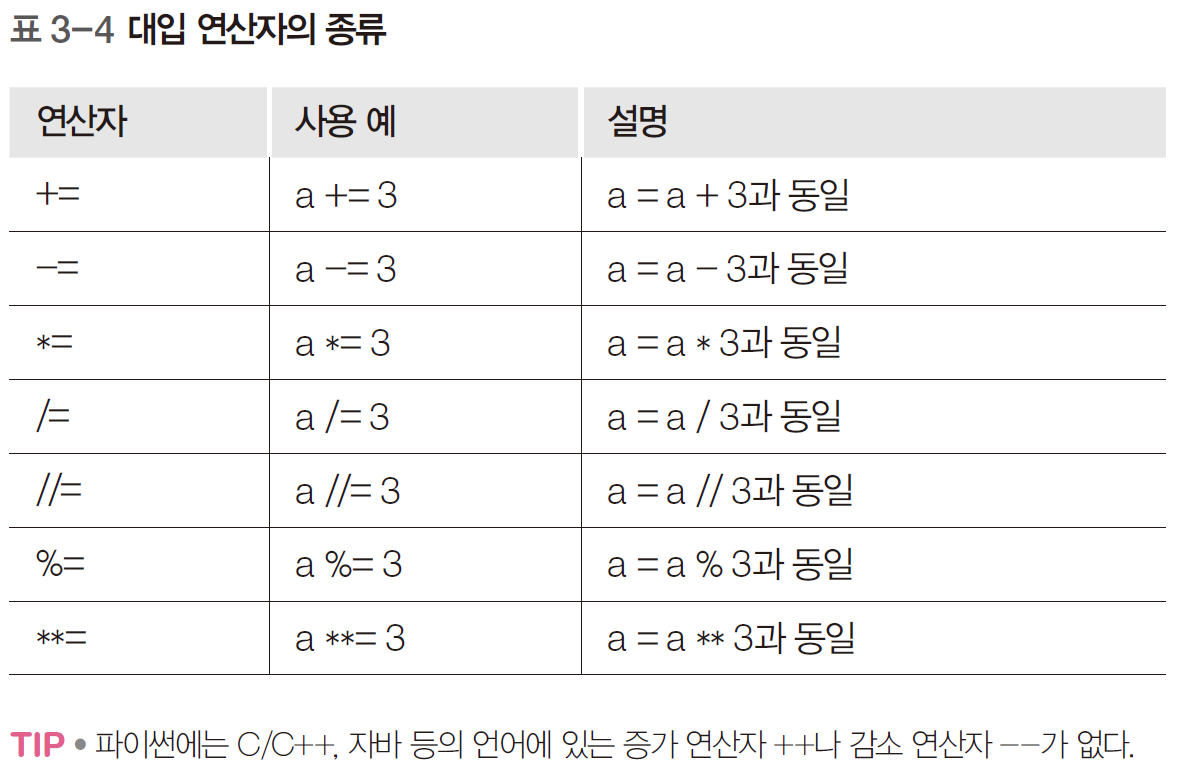 표 3-4 대입 연산자의 종류
연산자 사용 예 설명
+= a += 3 a = a + 3과 동일
-= a -= 3 a = a - 3과 동일
*= a *= 3 a = a * 3과 동일
/= a /= 3 a = a / 3과 동일
//= a //= 3 a = a // 3과 동일
%= a %= 3 a = a % 3과 동일
**= a **= 3 a = a ** 3과 동일
TIP • 파이썬에는 C/C++, 자바 등의 언어에 있는 증가 연산자 ++나 감소 연산자 --가 없다.